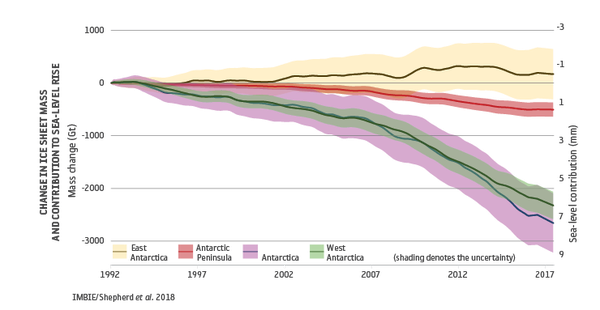 CHANGE IN ICE SHEET MASS
AND CONTRIBUTION TO SEA-LEVEL RISE
Mass change (Gt)
1000
0
-1000
-2000
-3000
-3
-1
1
3
5
7
9
Sea-level contribution (mm)
East
Antarctica
Antarctic
Peninsula
Antarctica
West
Antarctica
(shading denotes the uncertainty)
1992
1997
2002
2007
2012
2017
IMBIE/Shepherd et al. 2018